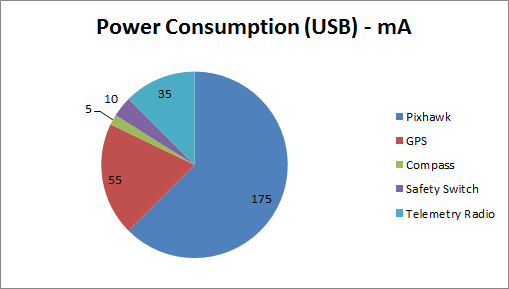 Power Consumption (USB) - mA
35
10
5
55
175
Pixhawk
GPS
Compass
Safety Switch
Telemetry Radio